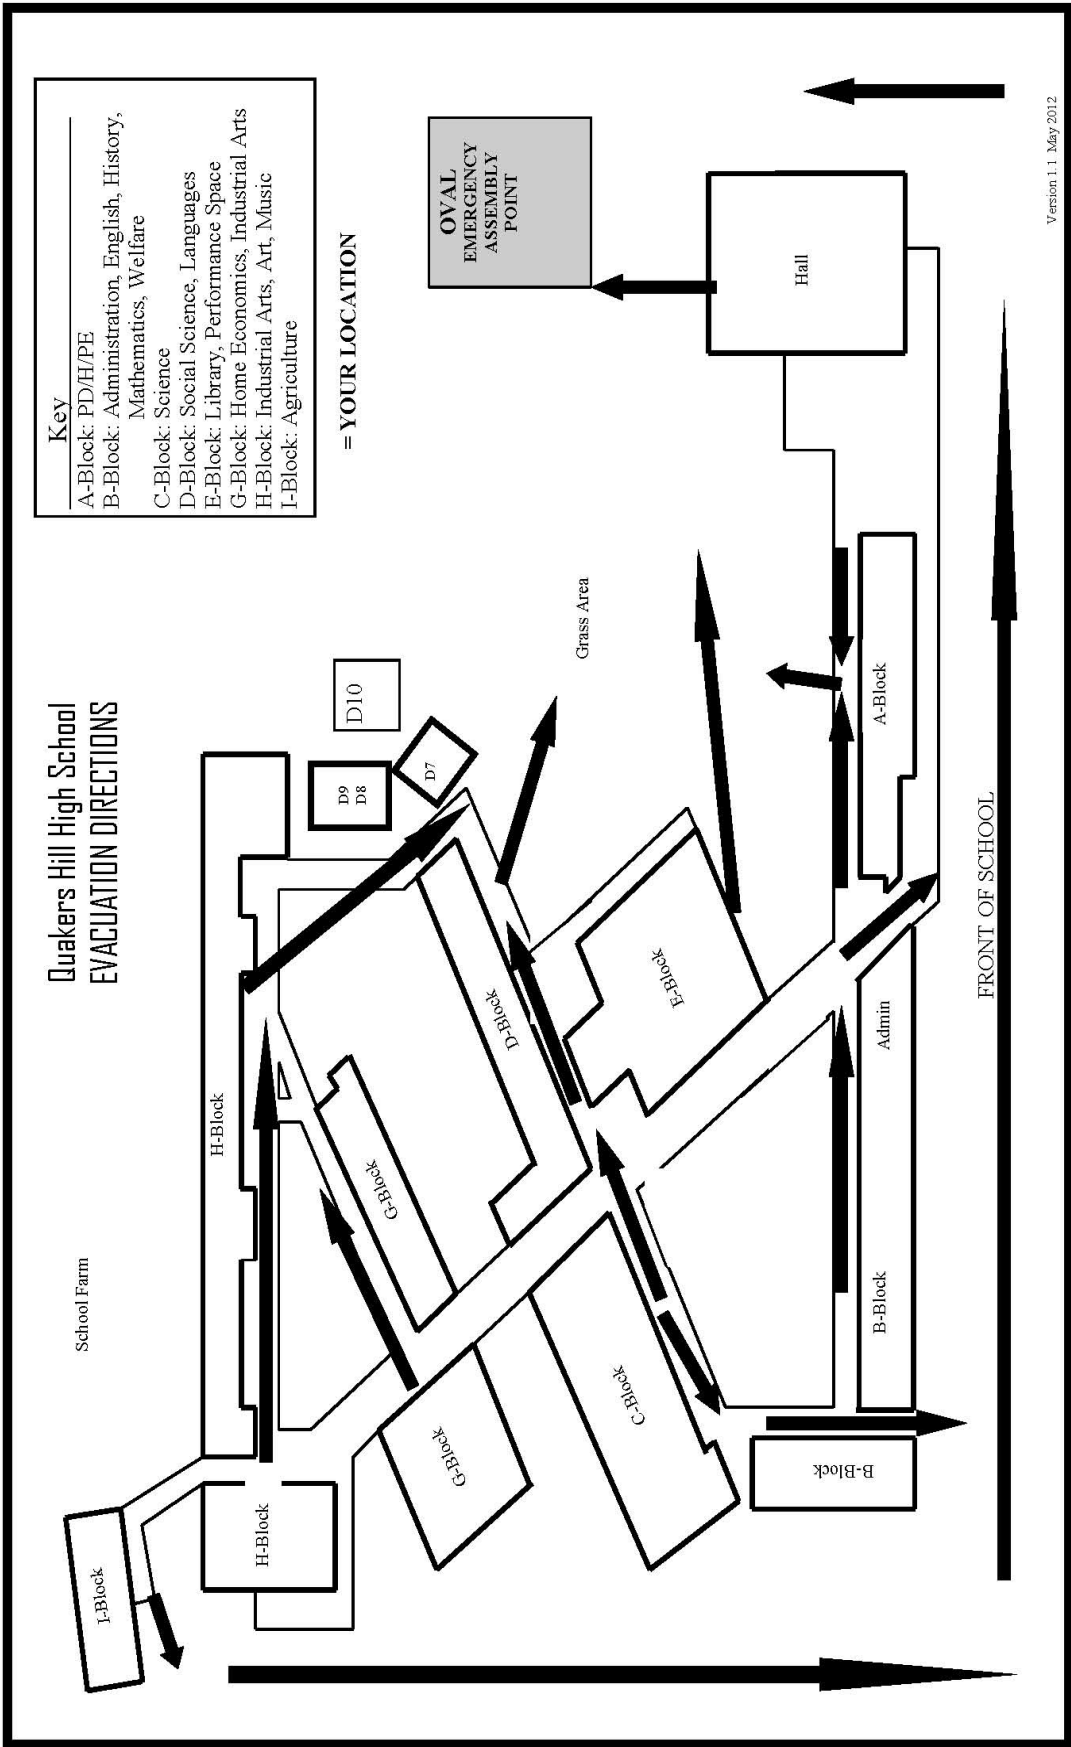 Quakers Hill High School
EVACUATION DIRECTIONS
Key
A-Block: PD/H/PE
B-Block: Administration, English, History,
Mathematics, Welfare
C-Block: Science
D-Block: Social Science, Languages
E-Block: Library, Performance Space
G-Block: Home Economics, Industrial Arts
H-Block: Industrial Arts, Art, Music
I-Block: Agriculture
= YOUR LOCATION
School Farm
I-Block
H-Block
H-Block
G-Block
G-Block
D9
D8
D10
D7
D-Block
C-Block
E-Block
Grass Area
OVAL
EMERGENCY
ASSEMBLY
POINT
Hall
B-Block
B-Block
Admin
A-Block
FRONT OF SCHOOL
Version 1.1 May 2012